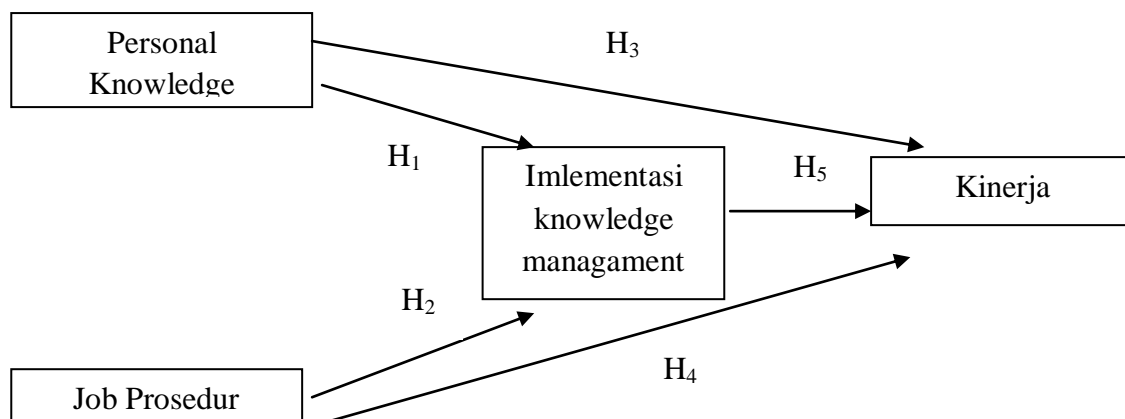 Personal
Knowledge
H₃
H₁
Imlementasi
knowledge
managament
H₅
Kinerja
H₂
H₄
Job Prosedur